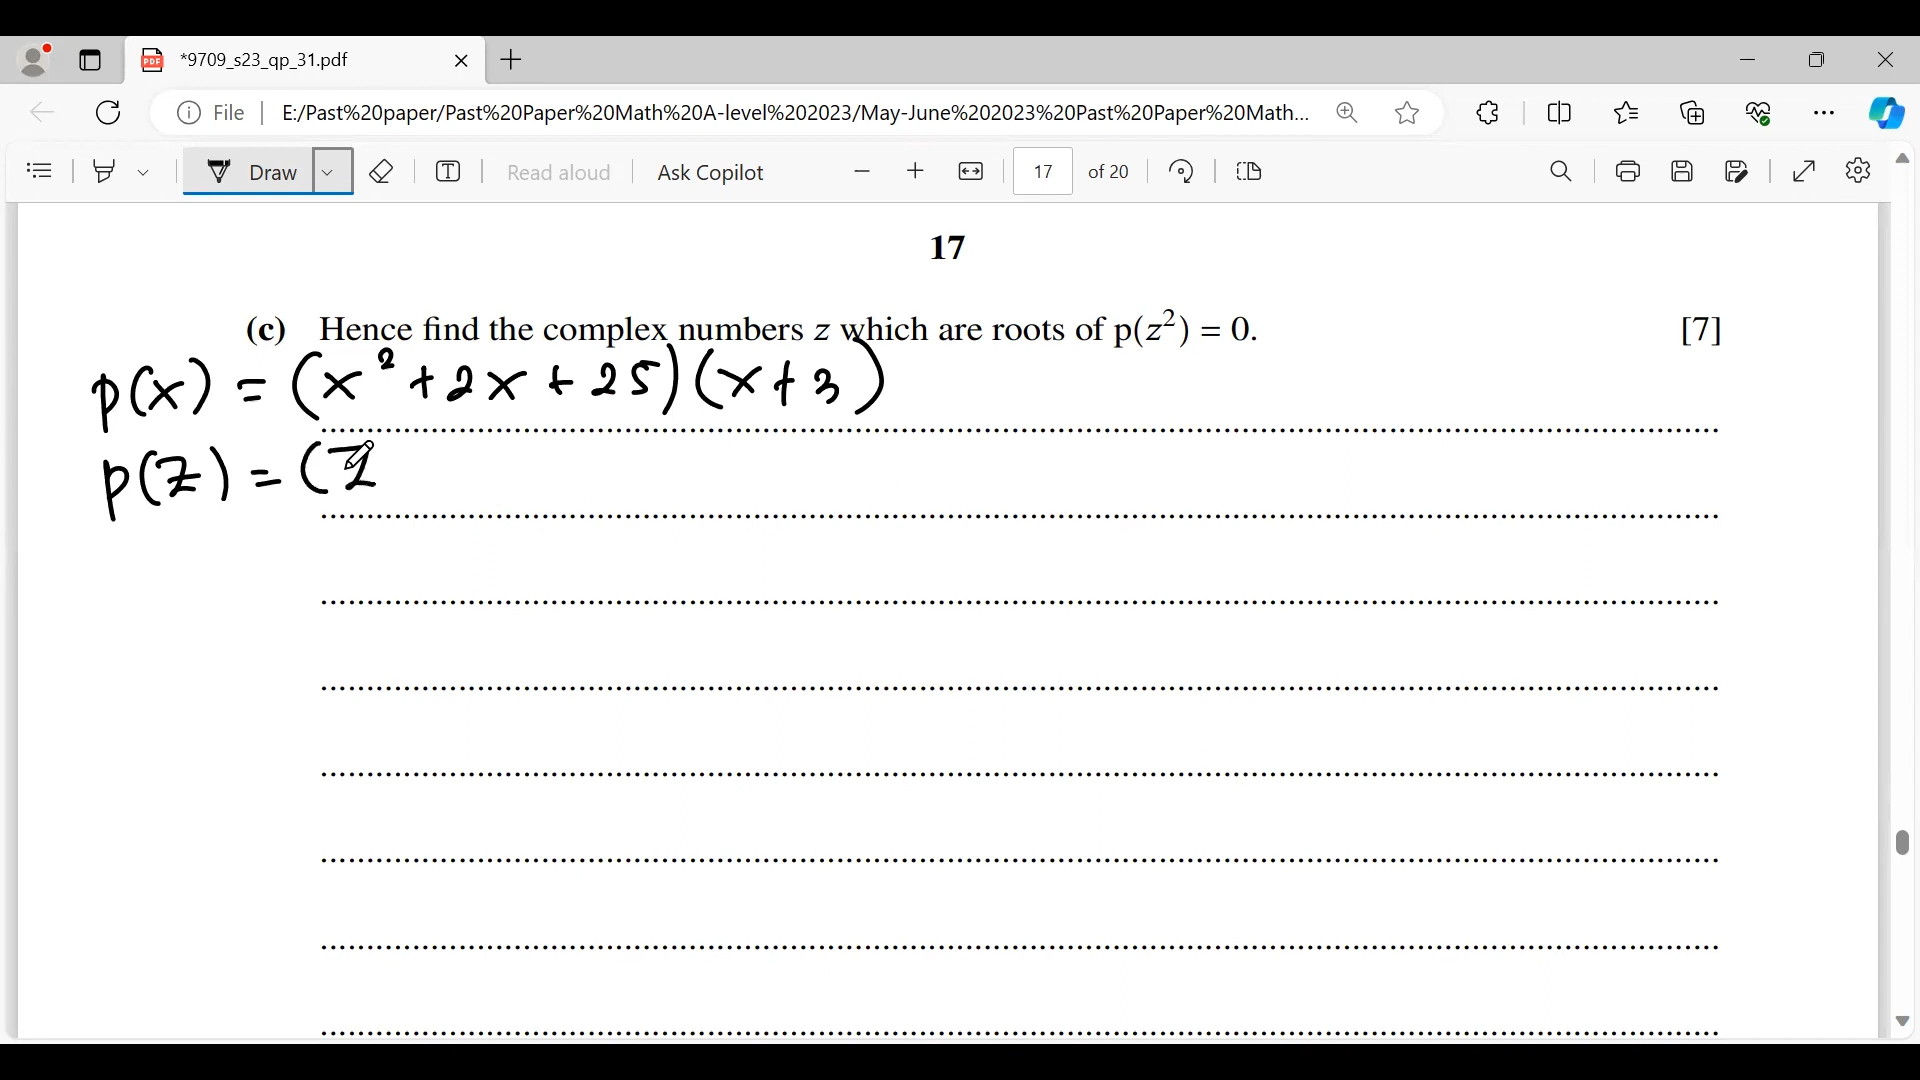 *9709_s23_qp_31.pdf
File
E:/Past%20paper/Past%20Paper%20Math%20A-level%202023/May-June%202023%20Past%20Paper%20Math...
Draw
Read aloud
Ask Copilot
17 of 20
17
(c) Hence find the complex numbers z which are roots of p(z²) = 0. [7]
p(x) = (x² + 2x + 25)(x + 3)
p(z) = (z